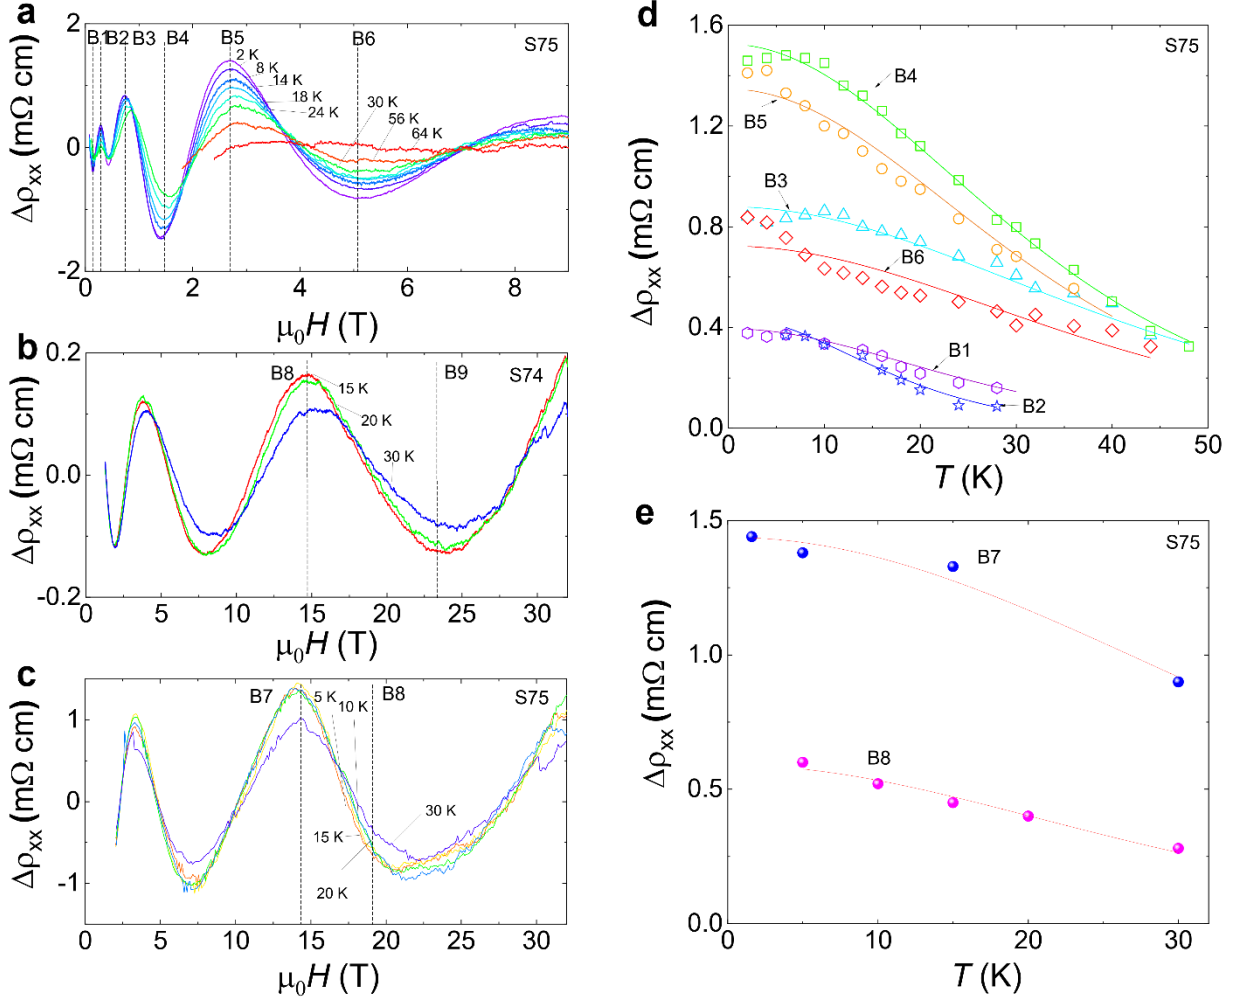 a
Δρxx (mΩ cm)
2
0
-2
B1
B2
B3
B4
B5
B6
S75
2 K
8 K
14 K
18 K
24 K
30 K
56 K
64 K
0 2 4 6 8
μ0H (T)
b
Δρxx (mΩ cm)
0.2
0.0
-0.2
B8
B9
S74
15 K
20 K
30 K
0 5 10 15 20 25 30
μ0H (T)
c
Δρxx (mΩ cm)
1
0
-1
B7
B8
S75
5 K
10 K
30 K
15 K
20 K
0 5 10 15 20 25 30
μ0H (T)
d
Δρxx (mΩ cm)
1.6
1.2
0.8
0.4
0.0
S75
B4
B5
B3
B6
B1
B2
0 10 20 30 40 50
T (K)
e
Δρxx (mΩ cm)
1.5
1.0
0.5
0.0
S75
B7
B8
10 20 30
T (K)